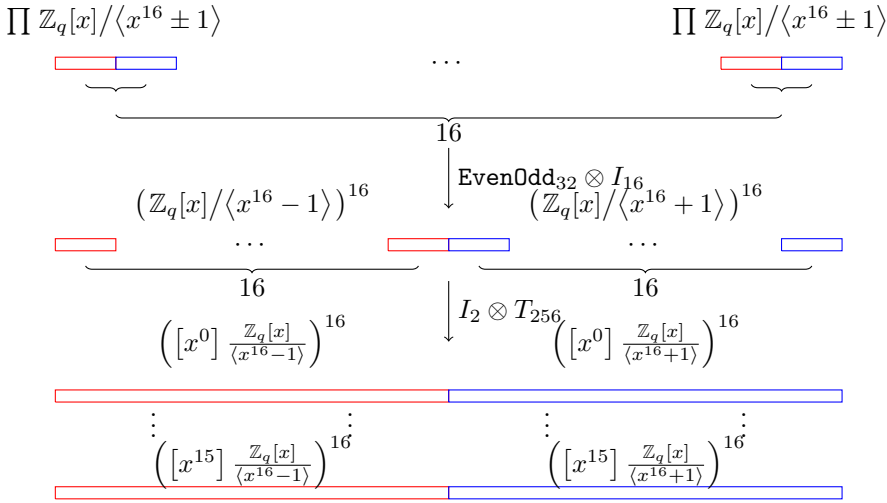 ∏ ℤ_q[x]/⟨x^16 ± 1⟩ ∏ ℤ_q[x]/⟨x^16 ± 1⟩
⋯
16
EvenOdd_32 ⊗ I_16
(ℤ_q[x]/⟨x^16 − 1⟩)^16 (ℤ_q[x]/⟨x^16 + 1⟩)^16
⋯ ⋯
16 16
I_2 ⊗ T_256
([x^0] ℤ_q[x]/⟨x^16−1⟩)^16 ([x^0] ℤ_q[x]/⟨x^16+1⟩)^16
⋮ ⋮ ⋮ ⋮
([x^15] ℤ_q[x]/⟨x^16−1⟩)^16 ([x^15] ℤ_q[x]/⟨x^16+1⟩)^16